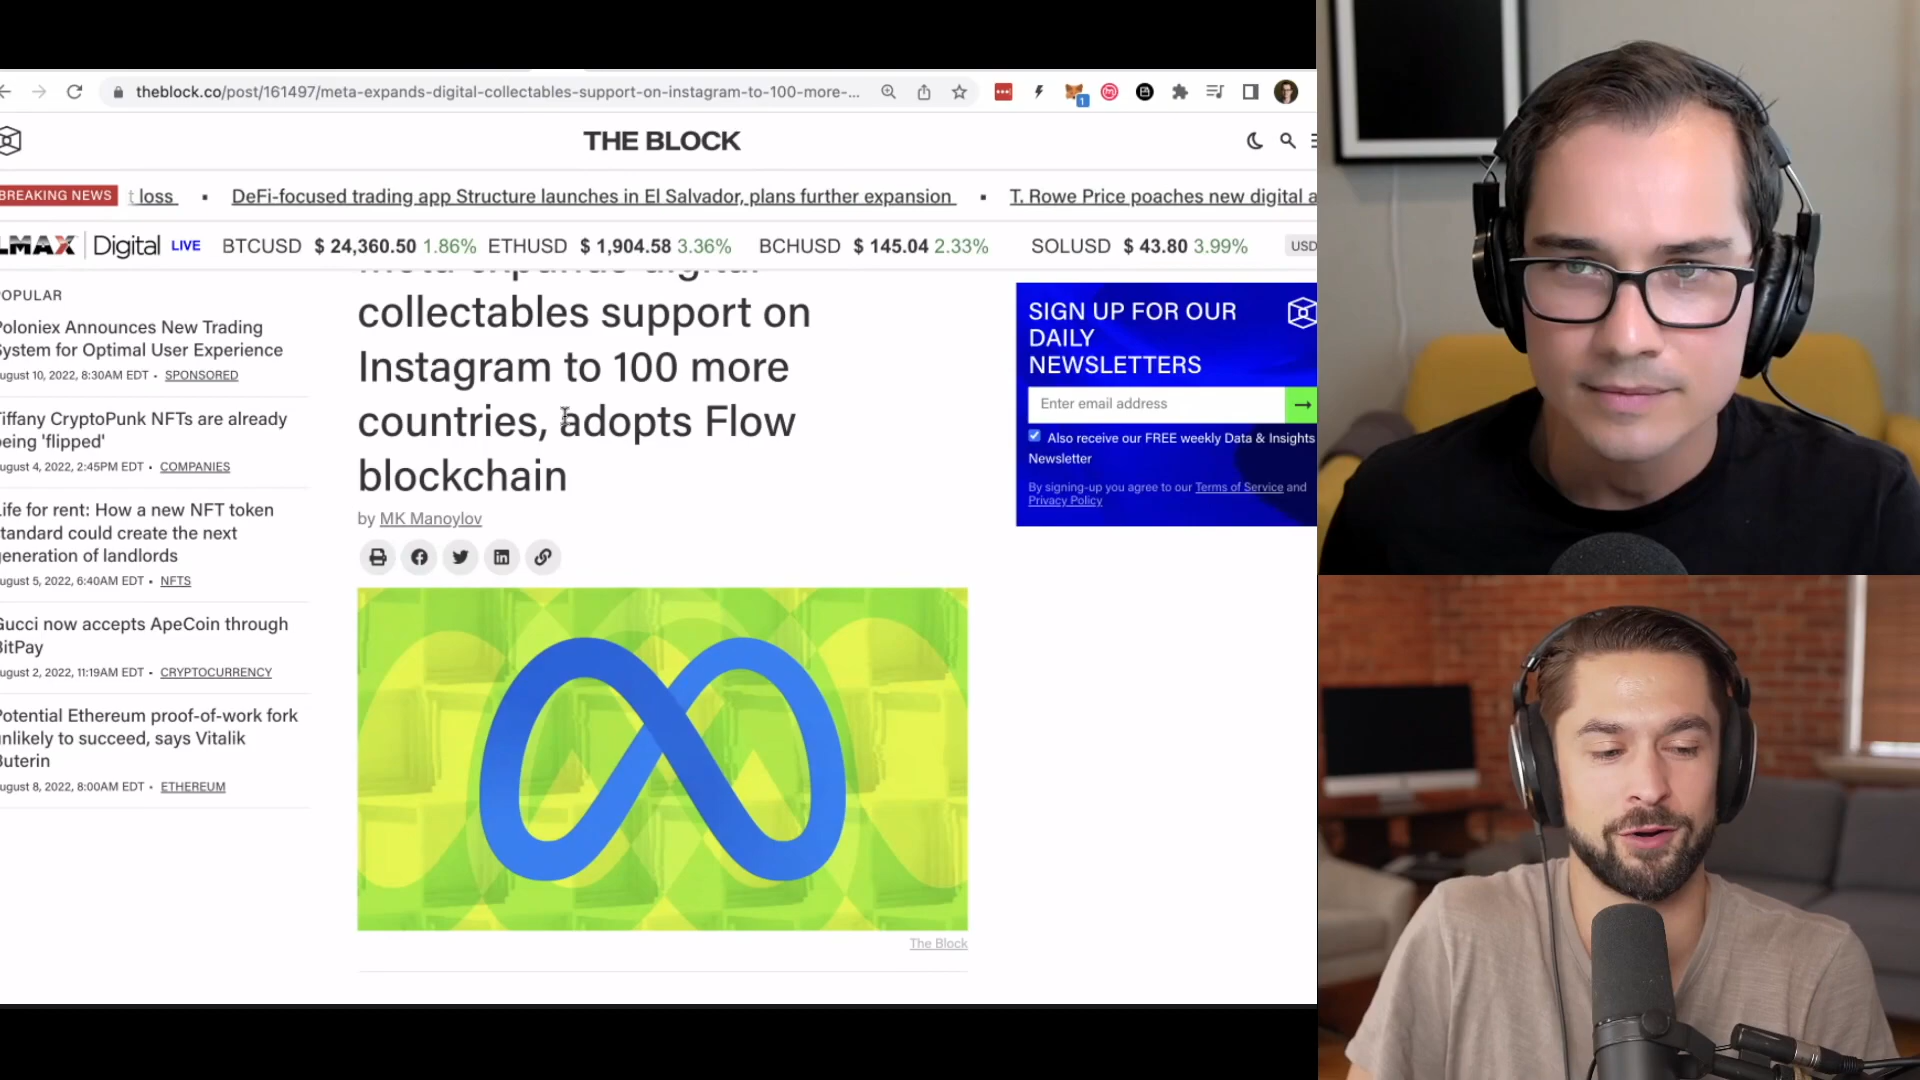 theblock.co/post/161497/meta-expands-digital-collectables-support-on-instagram-to-100-more-...
1
THE BLOCK
BREAKING NEWS
loss
DeFi-focused trading app Structure launches in El Salvador, plans further expansion
T. Rowe Price poaches new digital a
LMAX Digital LIVE BTCUSD $ 24,360.50 1.86% ETHUSD $ 1,904.58 3.36% BCHUSD $ 145.04 2.33% SOLUSD $ 43.80 3.99% USD
OPULAR
Poloniex Announces New Trading
System for Optimal User Experience
ugust 10, 2022, 8:30AM EDT • SPONSORED
Tiffany CryptoPunk NFTs are already
being 'flipped'
ugust 4, 2022, 2:45PM EDT • COMPANIES
Life for rent: How a new NFT token
standard could create the next
generation of landlords
ugust 5, 2022, 6:40AM EDT • NFTS
Gucci now accepts ApeCoin through
BitPay
ugust 2, 2022, 11:19AM EDT • CRYPTOCURRENCY
Potential Ethereum proof-of-work fork
unlikely to succeed, says Vitalik
Buterin
ugust 8, 2022, 8:00AM EDT • ETHEREUM
Meta expands digital
collectables support on
Instagram to 100 more
countries, adopts Flow
blockchain
by MK Manoylov
The Block
SIGN UP FOR OUR
DAILY
NEWSLETTERS
Enter email address
Also receive our FREE weekly Data & Insights
Newsletter
By signing-up you agree to our Terms of Service and
Privacy Policy